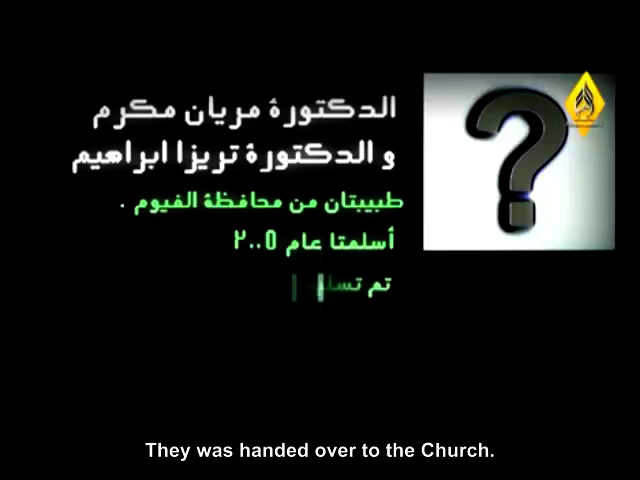 الدكتورة مريان مكرم
و الدكتورة تريزا ابراهيم
طبيبتان من محافظة الفيوم .
أسلمتا عام ٢٠٠٥
تم
They was handed over to the Church.